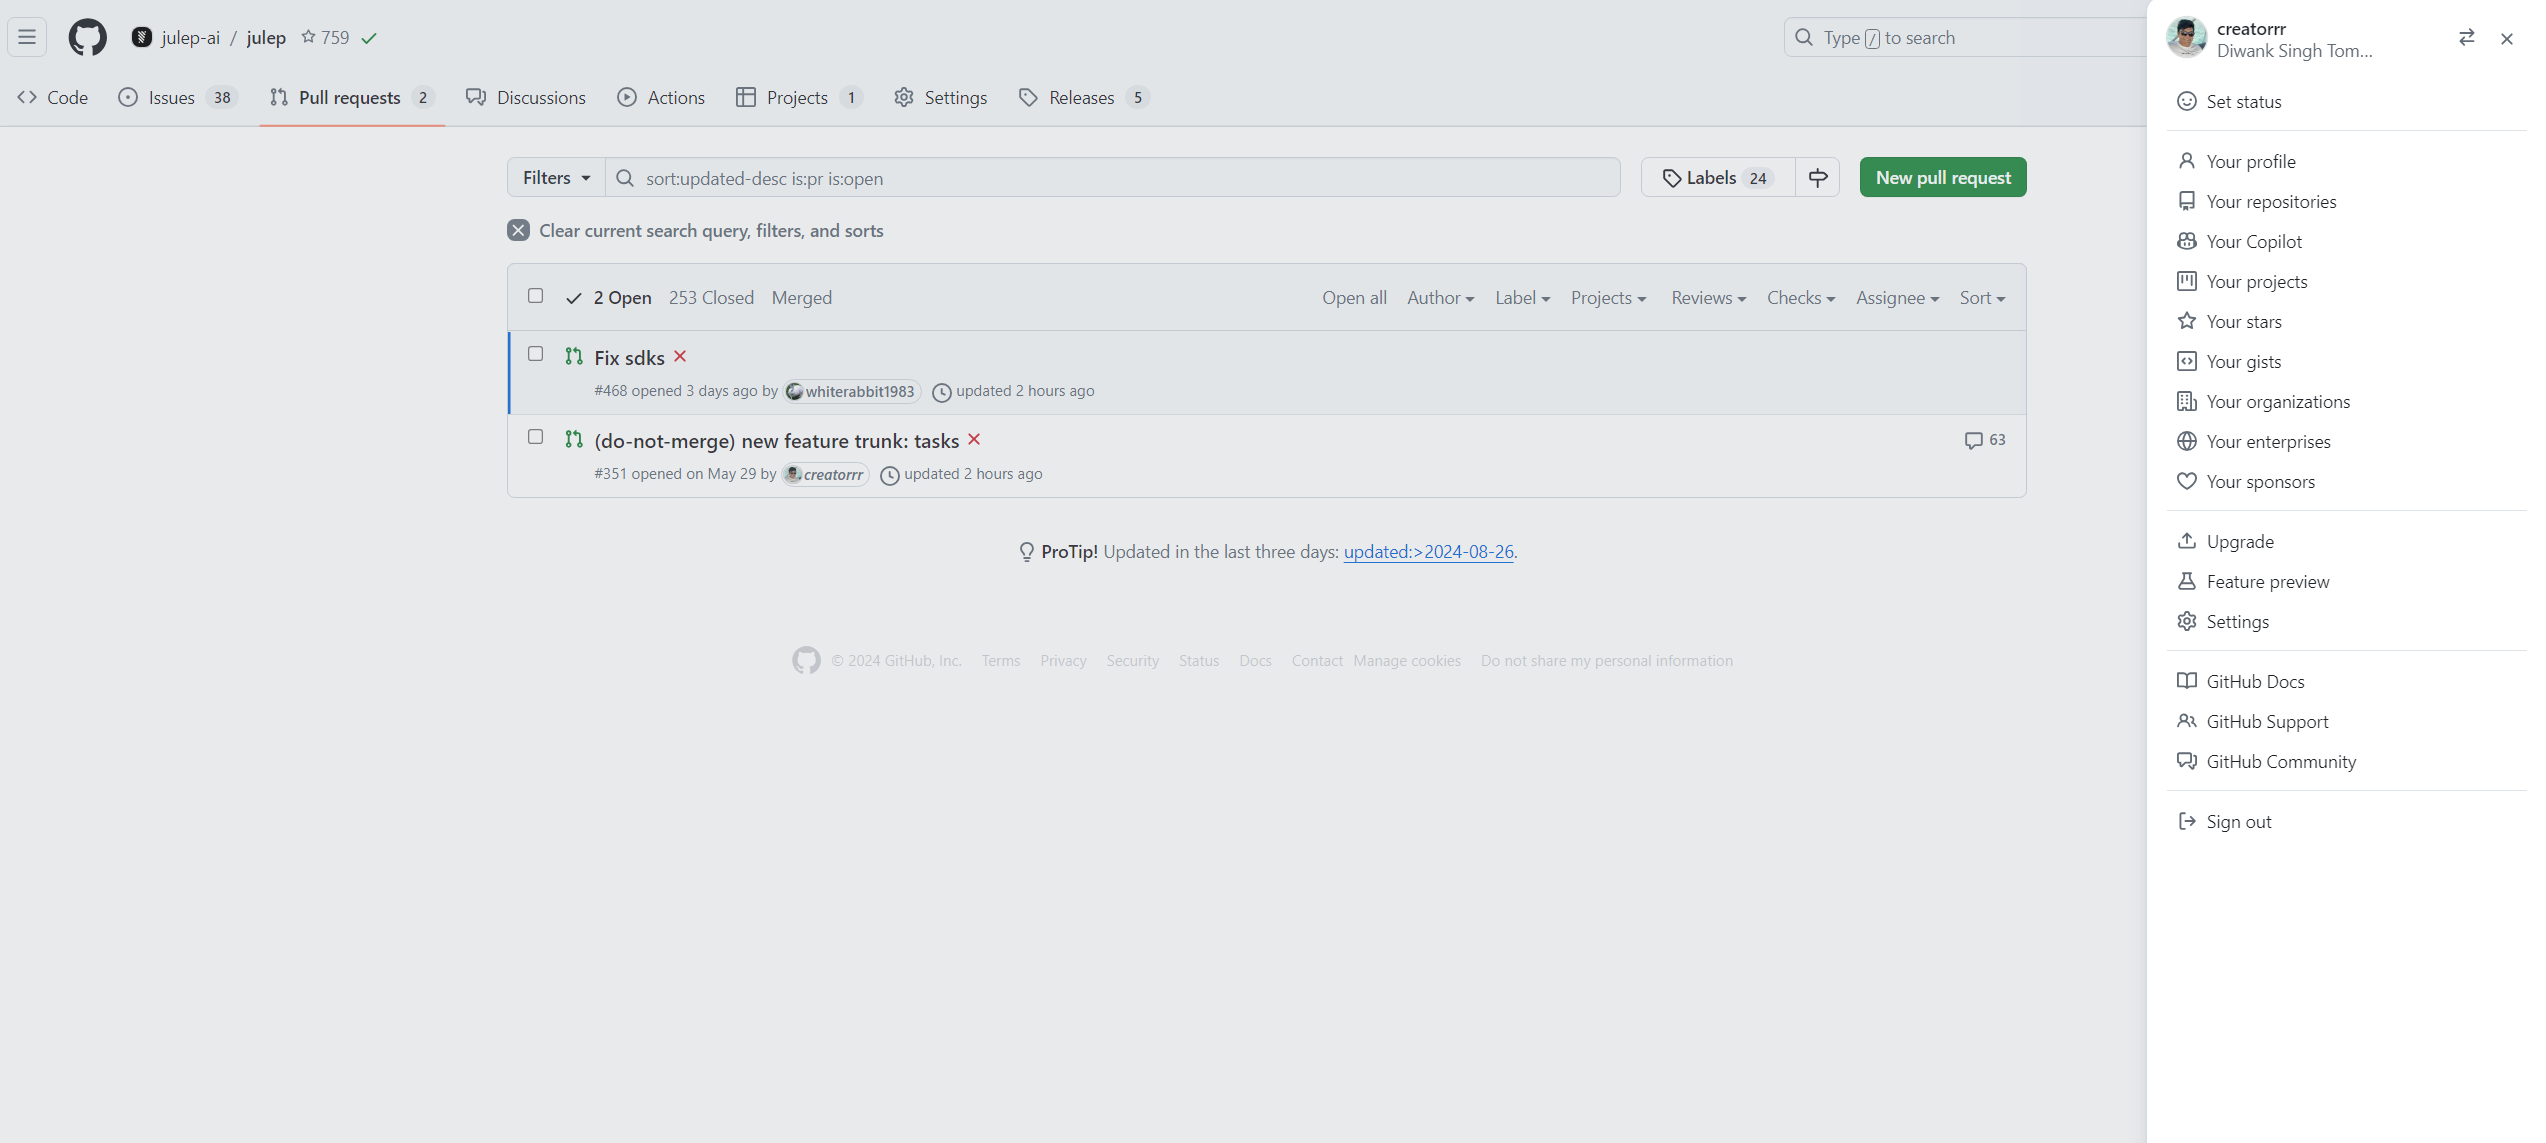 julep-ai / julep 759
Type / to search
Code Issues 38 Pull requests 2 Discussions Actions Projects 1 Settings Releases 5
Filters sort:updated-desc is:pr is:open Labels 24 New pull request
Clear current search query, filters, and sorts
2 Open 253 Closed Merged Open all Author Label Projects Reviews Checks Assignee Sort
Fix sdks
#468 opened 3 days ago by whiterabbit1983 updated 2 hours ago
(do-not-merge) new feature trunk: tasks 63
#351 opened on May 29 by creatorrr updated 2 hours ago
ProTip! Updated in the last three days: updated:>2024-08-26.
© 2024 GitHub, Inc. Terms Privacy Security Status Docs Contact Manage cookies Do not share my personal information
creatorrr
Diwank Singh Tom...
Set status
Your profile
Your repositories
Your Copilot
Your projects
Your stars
Your gists
Your organizations
Your enterprises
Your sponsors
Upgrade
Feature preview
Settings
GitHub Docs
GitHub Support
GitHub Community
Sign out